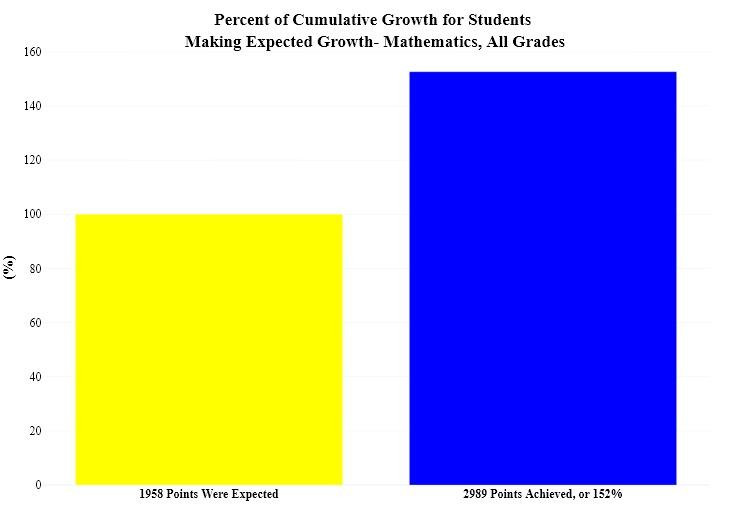 Percent of Cumulative Growth for Students
Making Expected Growth- Mathematics, All Grades
160
140
120
100
80
60
40
20
0
(%)
1958 Points Were Expected
2989 Points Achieved, or 152%